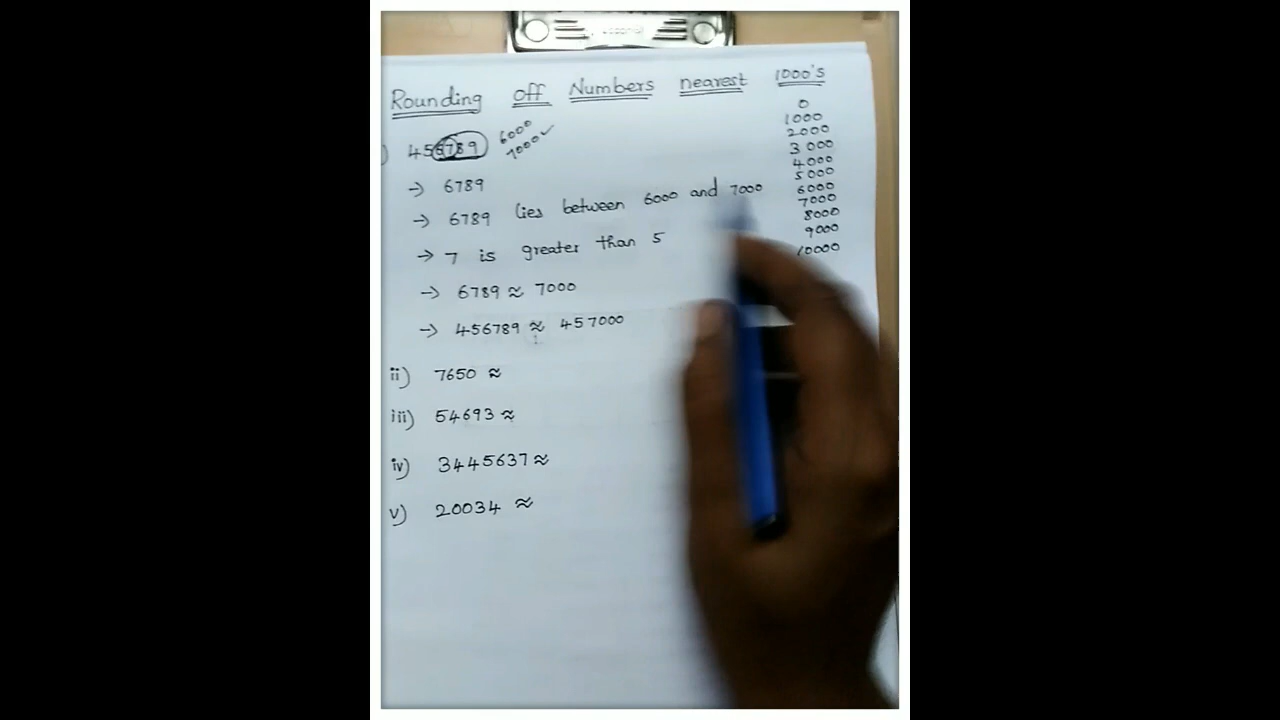 Rounding Off Numbers nearest 1000's
) 456789 6000
7000 ✓
→ 6789
→ 6789 lies between 6000 and 7000
→ 7 is greater than 5
→ 6789 ≈ 7000
→ 456789 ≈ 457000
ii) 7650 ≈
iii) 54693 ≈
iv) 3445637 ≈
v) 20034 ≈
0
1000
2000
3000
4000
5000
6000
7000
8000
9000
10000